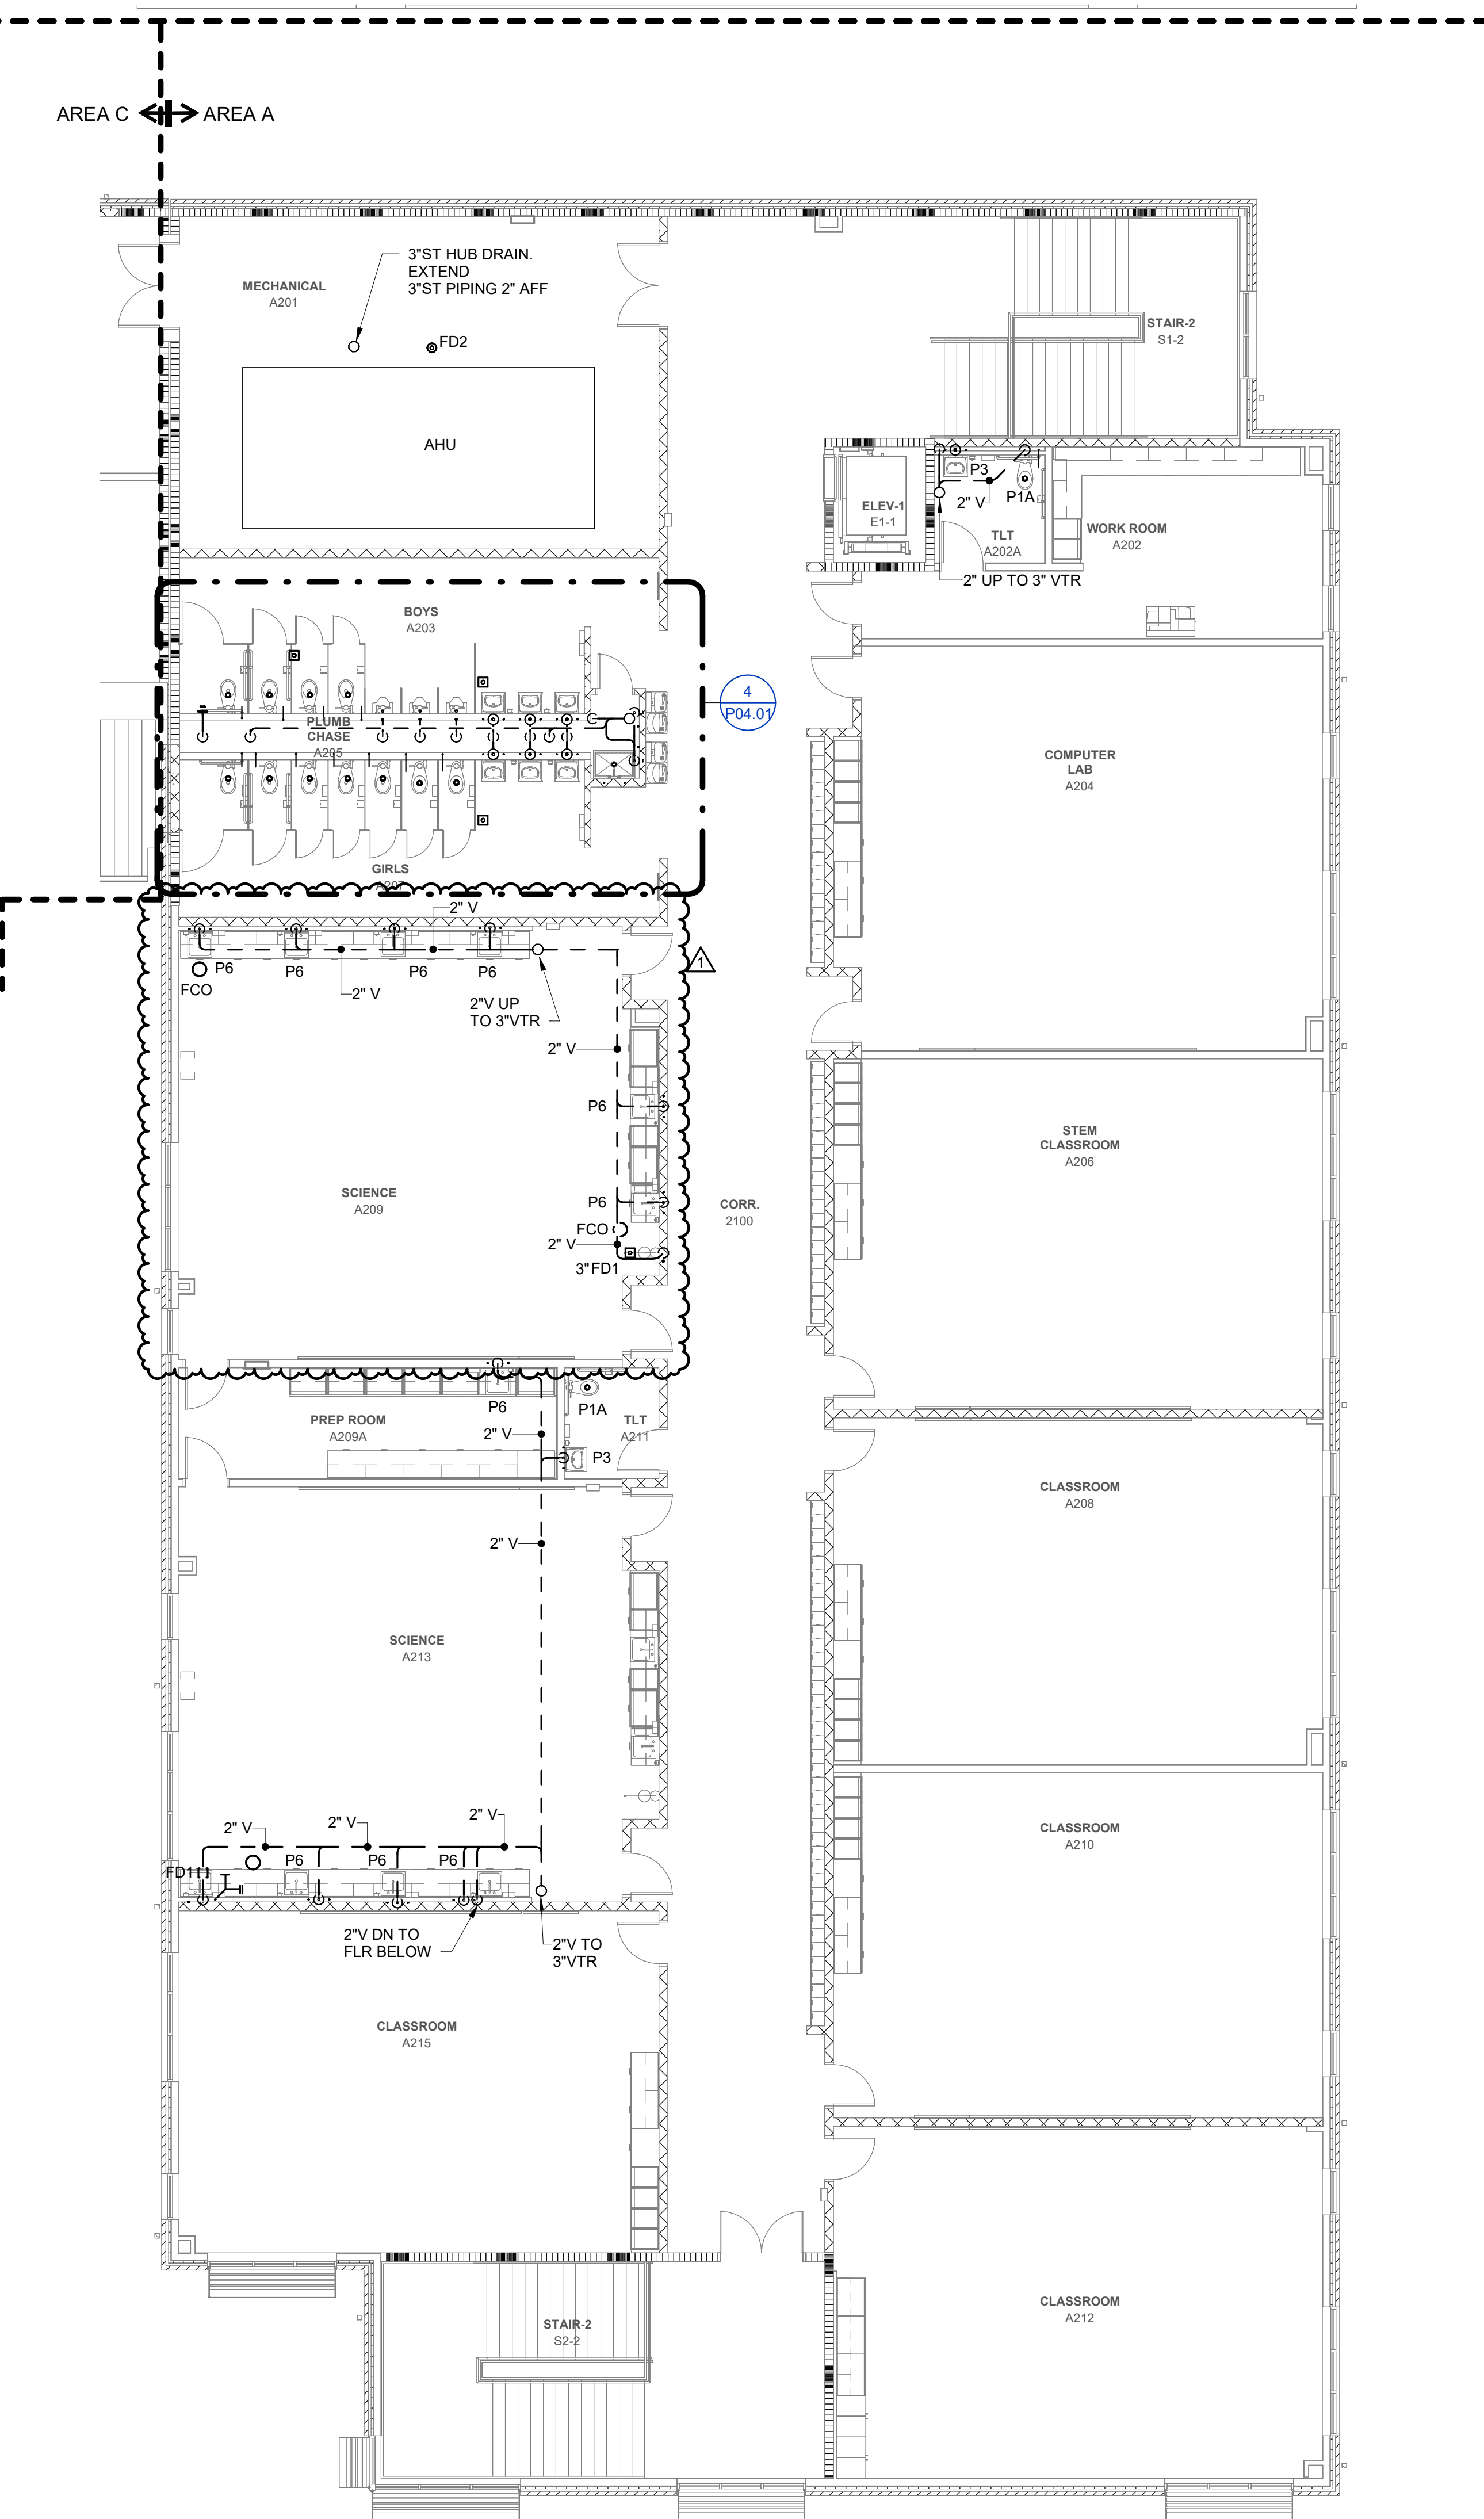 AREA C
AREA A
3"ST HUB DRAIN.
EXTEND
3"ST PIPING 2" AFF
MECHANICAL
A201
FD2
AHU
STAIR-2
S1-2
P3
2" V
P1A
ELEV-1
E1-1
TLT
A202A
WORK ROOM
A202
2" UP TO 3" VTR
BOYS
A203
4
P04.01
PLUMB
CHASE
A205
COMPUTER
LAB
A204
GIRLS
A207
2" V
P6
P6
P6
P6
FCO
2" V
2"V UP
TO 3"VTR
1
2" V
P6
STEM
CLASSROOM
A206
SCIENCE
A209
P6
CORR.
2100
FCO
2" V
3"FD1
P6
P1A
TLT
A211
PREP ROOM
A209A
2" V
P3
CLASSROOM
A208
2" V
SCIENCE
A213
2" V
2" V
2" V
CLASSROOM
A210
P6
P6
P6
FD1
2"V DN TO
FLR BELOW
2"V TO
3"VTR
CLASSROOM
A215
CLASSROOM
A212
STAIR-2
S2-2